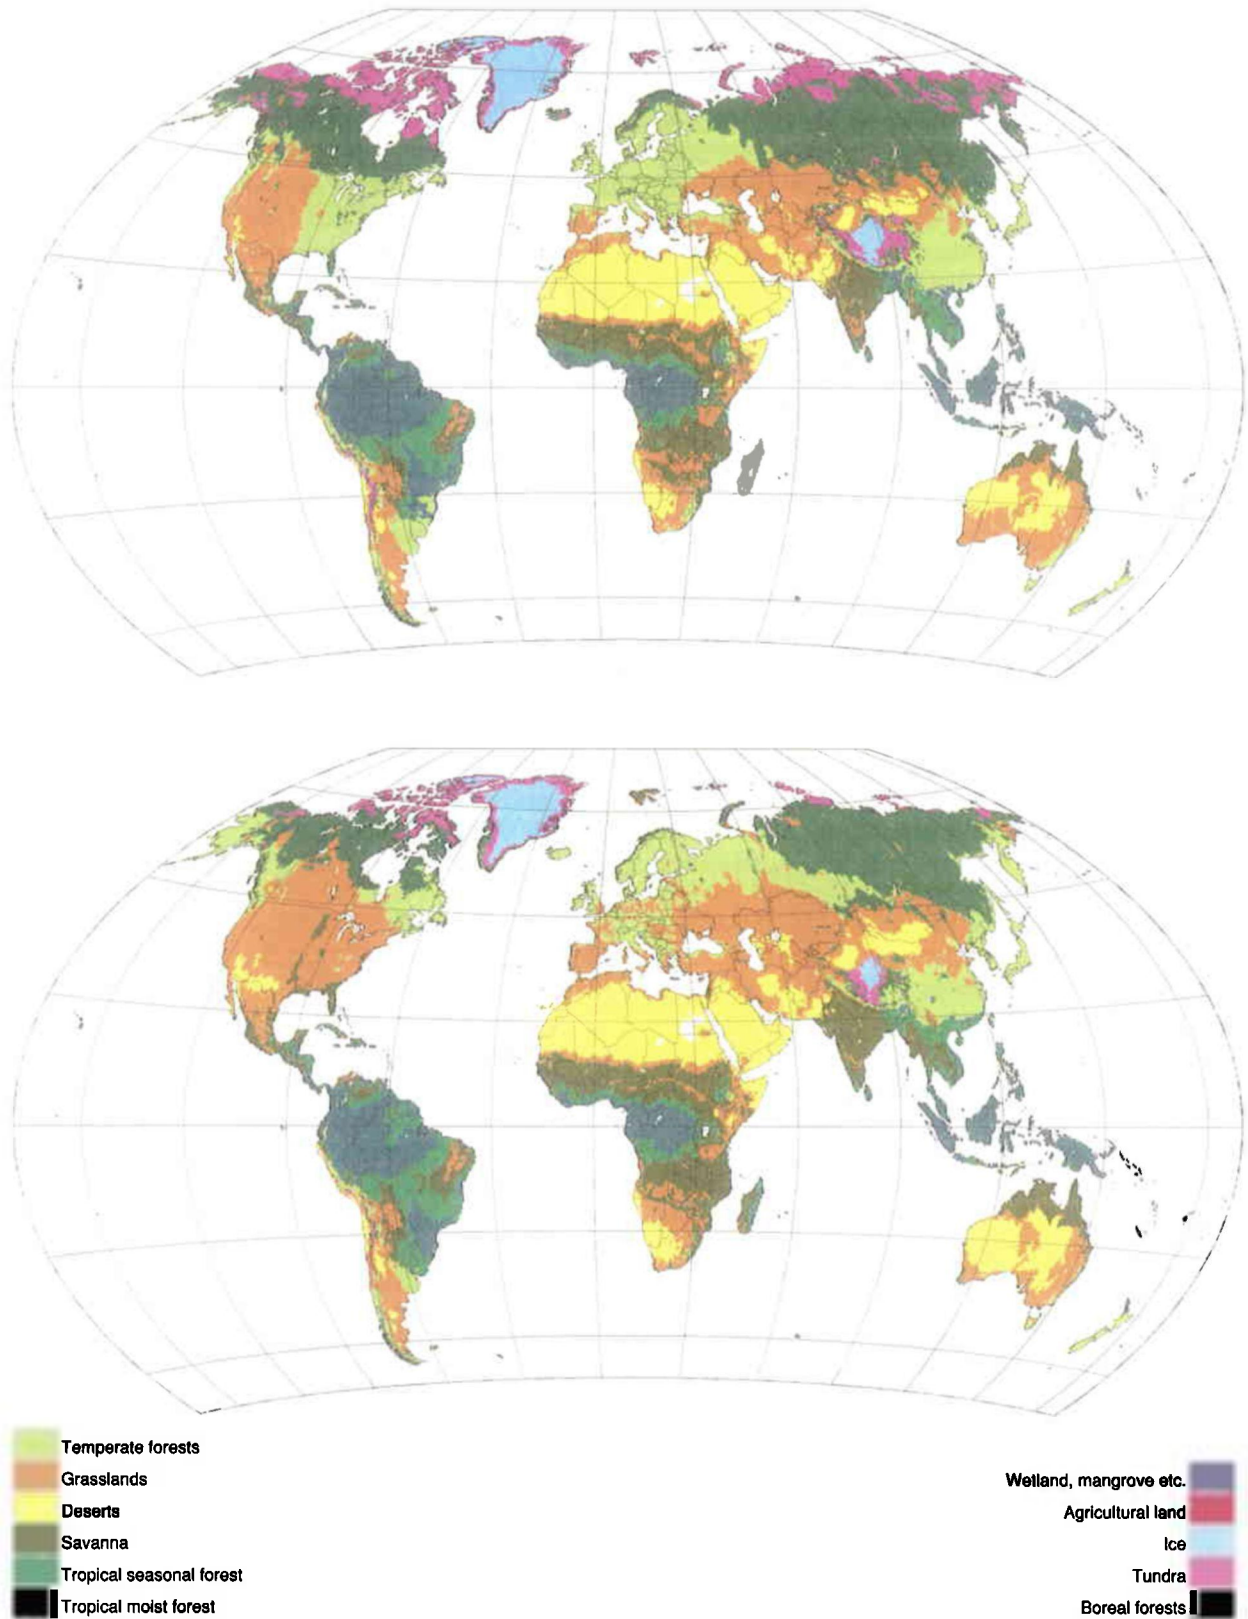 Temperate forests
Grasslands
Deserts
Savanna
Tropical seasonal forest
Tropical moist forest
Wetland, mangrove etc.
Agricultural land
Ice
Tundra
Boreal forests